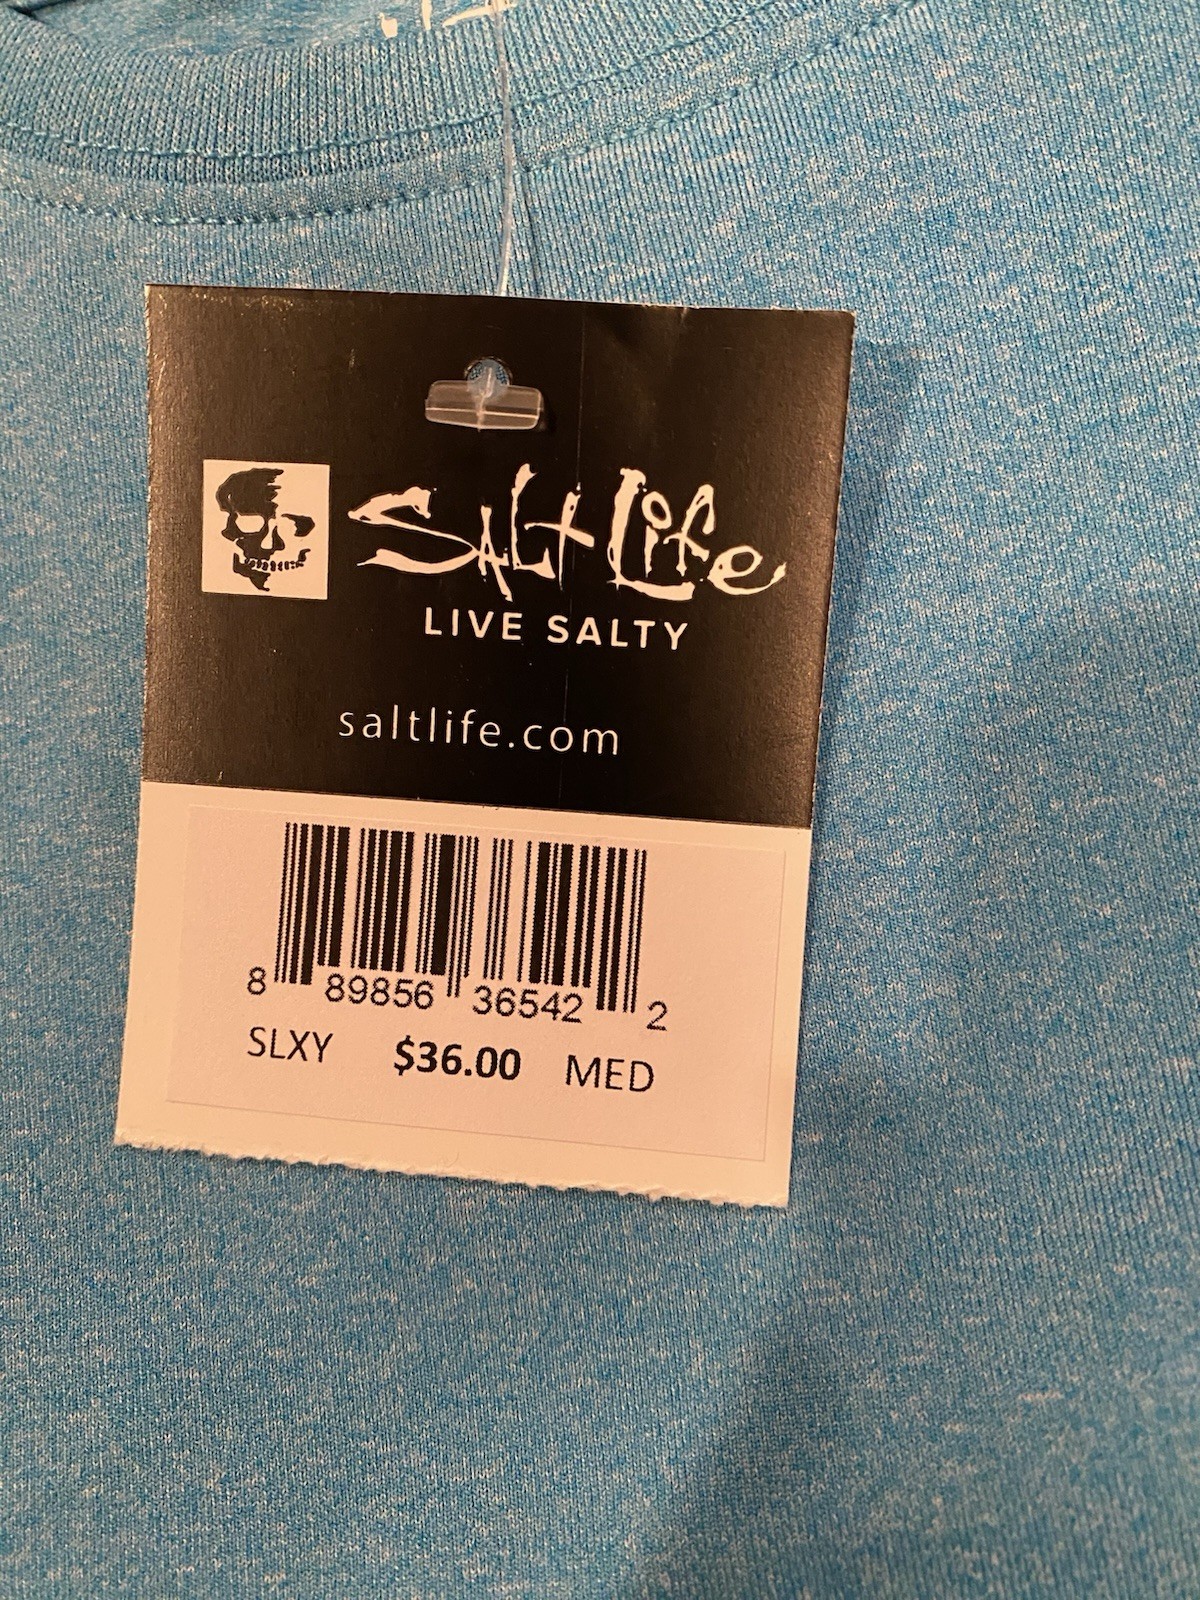 Salt Life
LIVE SALTY
saltlife.com
8 89856 36542 2
SLXY $36.00 MED